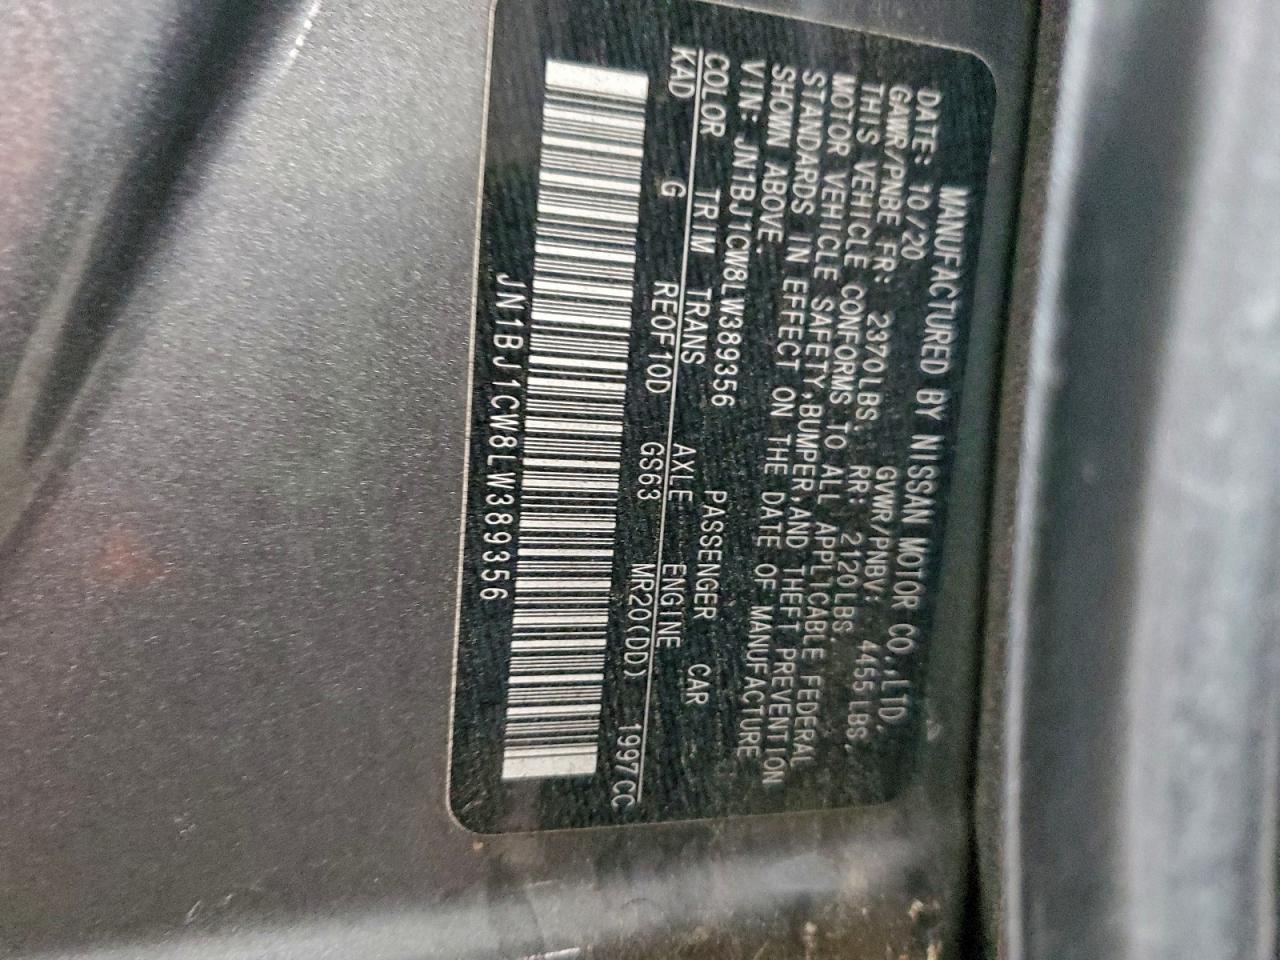 MANUFACTURED BY NISSAN MOTOR CO.,LTD.
DATE: 10/20 GVWR/PNBV: 4455LBS,
GAWR/PNBE FR: 2370LBS. RR: 2120LBS.
THIS VEHICLE CONFORMS TO ALL APPLICABLE FEDERAL
MOTOR VEHICLE SAFETY,BUMPER,AND THEFT PREVENTION
STANDARDS IN EFFECT ON THE DATE OF MANUFACTURE
SHOWN ABOVE.
VIN: JN1BJ1CW8LW389356 PASSENGER CAR
COLOR TRIM TRANS AXLE ENGINE
KAD G RE0F10D GS63 MR20(DD) 1997CC
JN1BJ1CW8LW389356